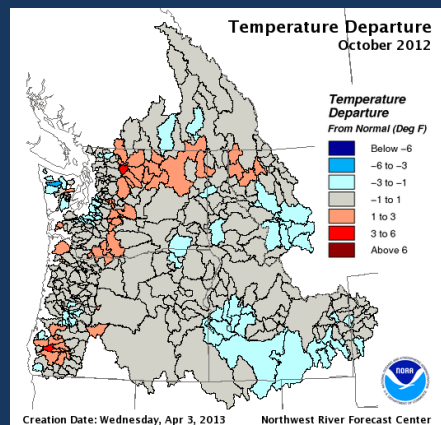 Temperature Departure
October 2012
Temperature
Departure
From Normal (Deg F)
Below -6
-6 to -3
-3 to -1
-1 to 1
1 to 3
3 to 6
Above 6
NOAA
Creation Date: Wednesday, Apr 3, 2013
Northwest River Forecast Center